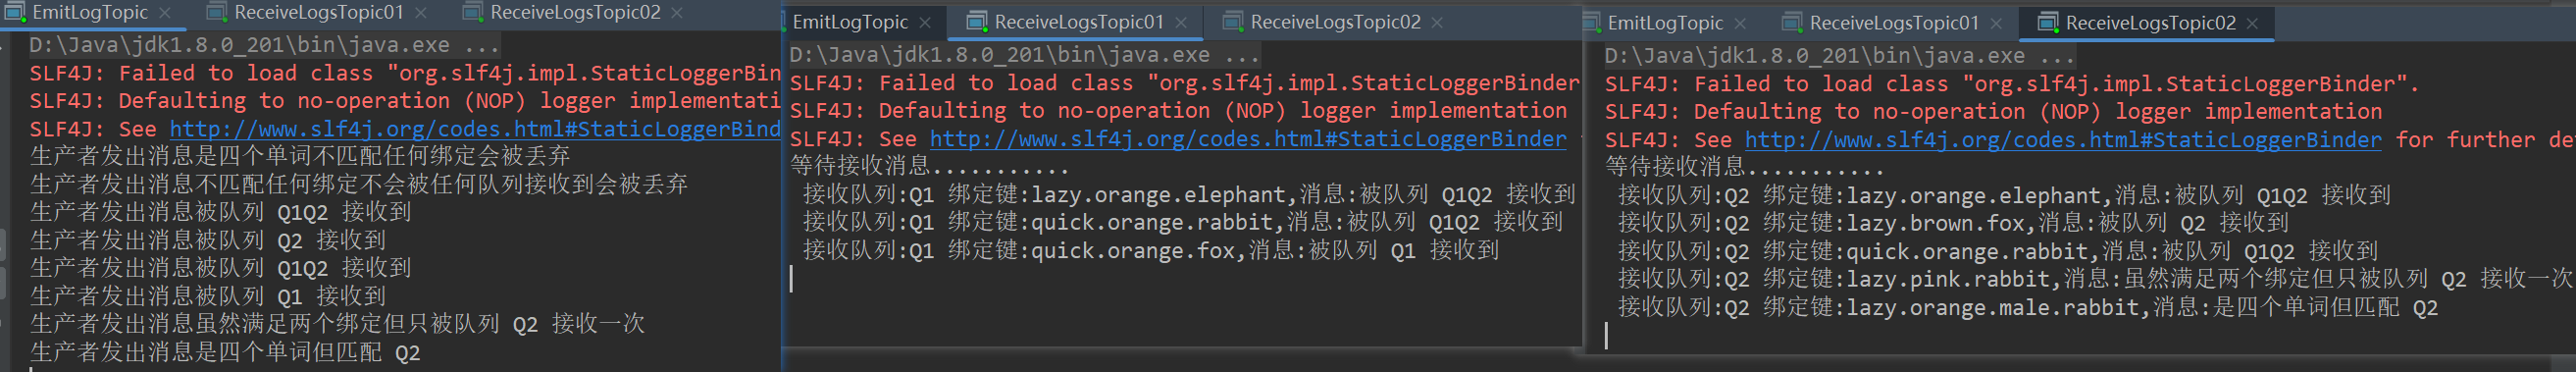 EmitLogTopic ReceiveLogsTopic01 ReceiveLogsTopic02
D:\Java\jdk1.8.0_201\bin\java.exe ...
SLF4J: Failed to load class "org.slf4j.impl.StaticLoggerBin
SLF4J: Defaulting to no-operation (NOP) logger implementati
SLF4J: See http://www.slf4j.org/codes.html#StaticLoggerBind
生产者发出消息是四个单词不匹配任何绑定会被丢弃
生产者发出消息不匹配任何绑定不会被任何队列接收到会被丢弃
生产者发出消息被队列 Q1Q2 接收到
生产者发出消息被队列 Q2 接收到
生产者发出消息被队列 Q1Q2 接收到
生产者发出消息被队列 Q1 接收到
生产者发出消息虽然满足两个绑定但只被队列 Q2 接收一次
生产者发出消息是四个单词但匹配 Q2
EmitLogTopic ReceiveLogsTopic01 ReceiveLogsTopic02
D:\Java\jdk1.8.0_201\bin\java.exe ...
SLF4J: Failed to load class "org.slf4j.impl.StaticLoggerBinder
SLF4J: Defaulting to no-operation (NOP) logger implementation
SLF4J: See http://www.slf4j.org/codes.html#StaticLoggerBinder
等待接收消息...........
接收队列:Q1 绑定键:lazy.orange.elephant,消息:被队列 Q1Q2 接收到
接收队列:Q1 绑定键:quick.orange.rabbit,消息:被队列 Q1Q2 接收到
接收队列:Q1 绑定键:quick.orange.fox,消息:被队列 Q1 接收到
EmitLogTopic ReceiveLogsTopic01 ReceiveLogsTopic02
D:\Java\jdk1.8.0_201\bin\java.exe ...
SLF4J: Failed to load class "org.slf4j.impl.StaticLoggerBinder".
SLF4J: Defaulting to no-operation (NOP) logger implementation
SLF4J: See http://www.slf4j.org/codes.html#StaticLoggerBinder for further de
等待接收消息...........
接收队列:Q2 绑定键:lazy.orange.elephant,消息:被队列 Q1Q2 接收到
接收队列:Q2 绑定键:lazy.brown.fox,消息:被队列 Q2 接收到
接收队列:Q2 绑定键:quick.orange.rabbit,消息:被队列 Q1Q2 接收到
接收队列:Q2 绑定键:lazy.pink.rabbit,消息:虽然满足两个绑定但只被队列 Q2 接收一次
接收队列:Q2 绑定键:lazy.orange.male.rabbit,消息:是四个单词但匹配 Q2